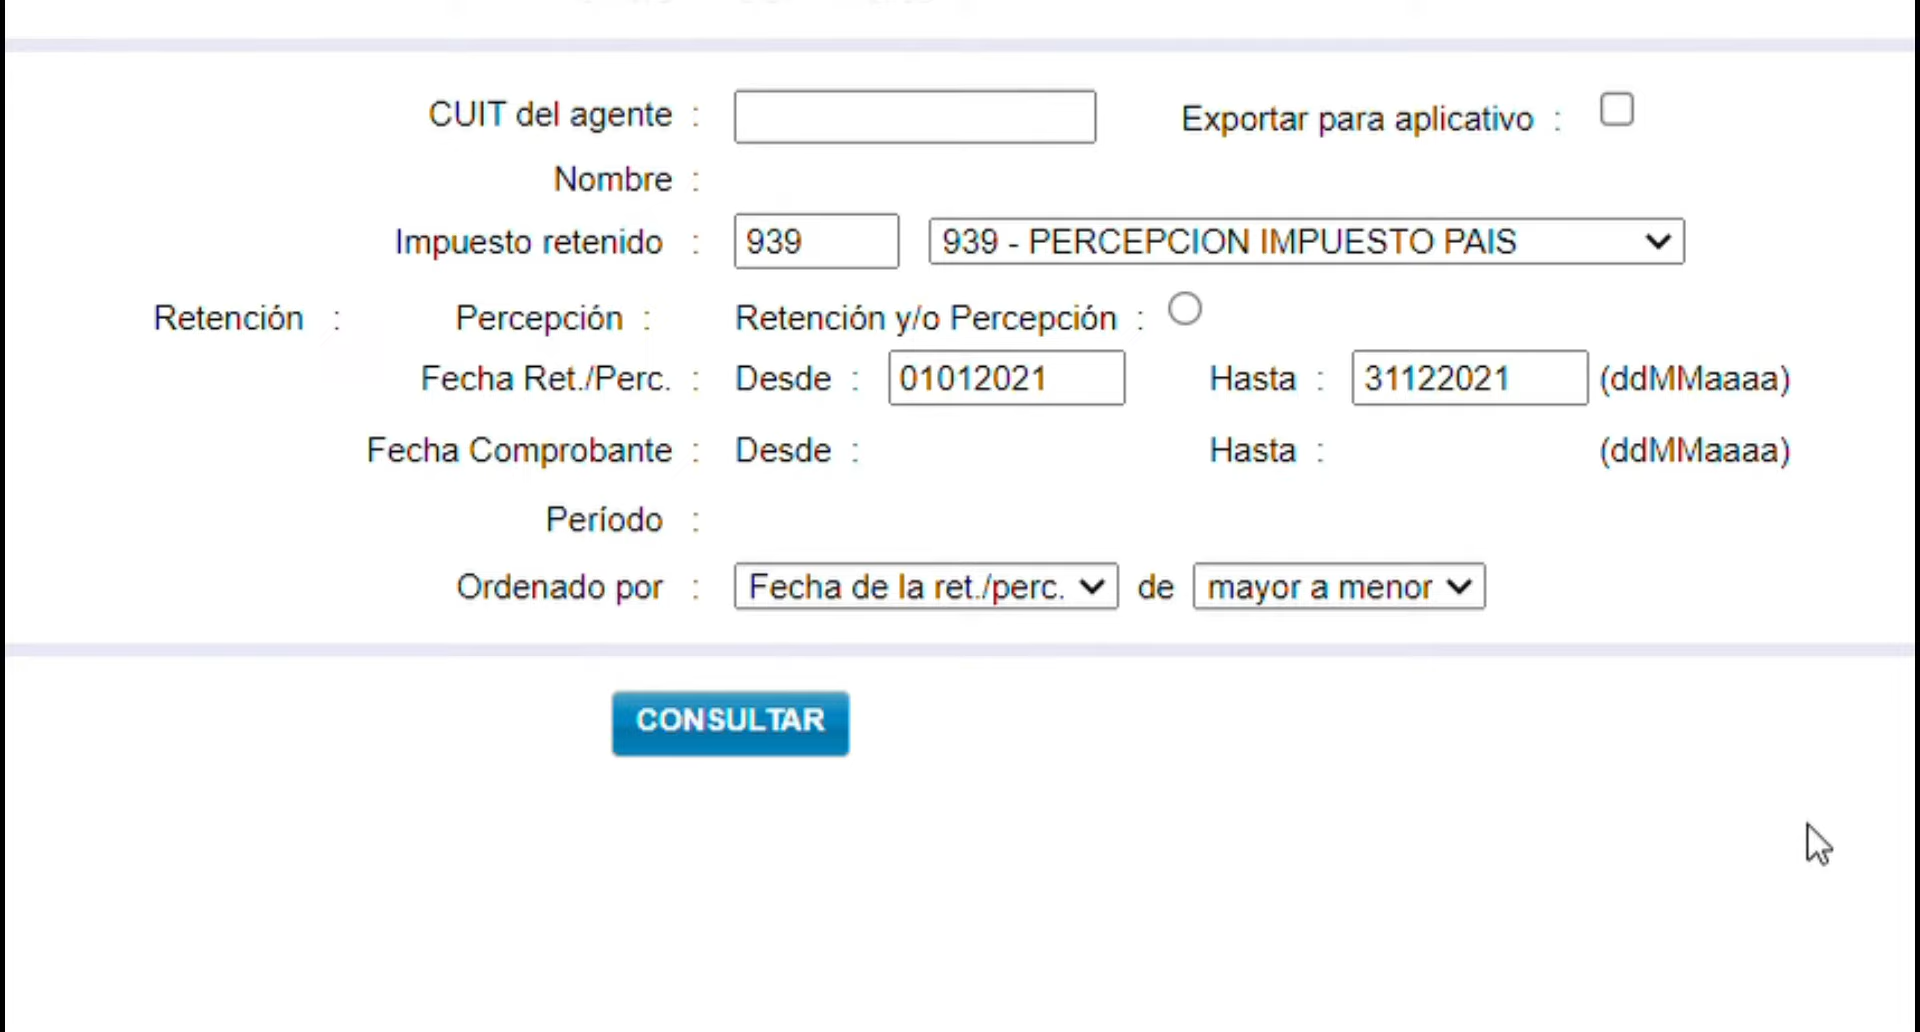 CUIT del agente : Exportar para aplicativo :
Nombre :
Impuesto retenido : 939 939 - PERCEPCION IMPUESTO PAIS
Retención : Percepción : Retención y/o Percepción :
Fecha Ret./Perc. : Desde : 01012021 Hasta : 31122021 (ddMMaaaa)
Fecha Comprobante : Desde : Hasta : (ddMMaaaa)
Período :
Ordenado por : Fecha de la ret./perc. de mayor a menor
CONSULTAR